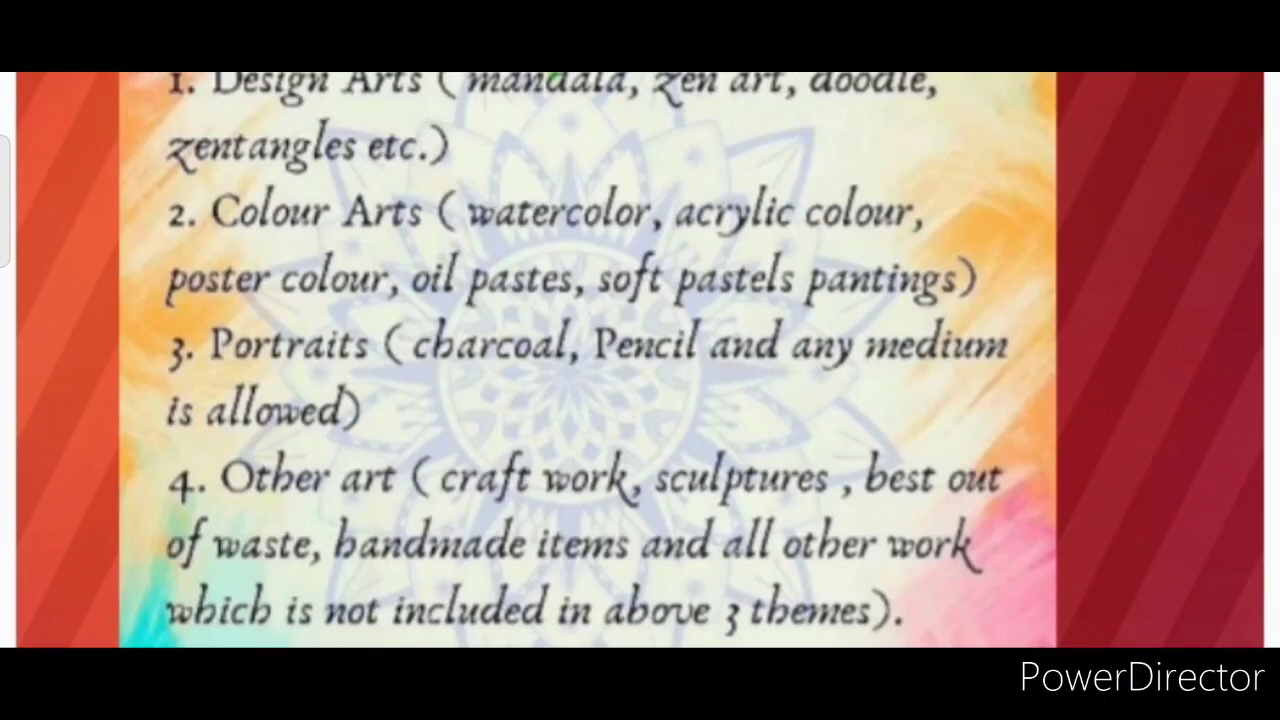 1. Design Arts ( mandala, zen art, doodle,
zentangles etc.)
2. Colour Arts ( watercolor, acrylic colour,
poster colour, oil pastes, soft pastels pantings)
3. Portraits ( charcoal, Pencil and any medium
is allowed)
4. Other art ( craft work, sculptures , best out
of waste, handmade items and all other work
which is not included in above 3 themes).
PowerDirector